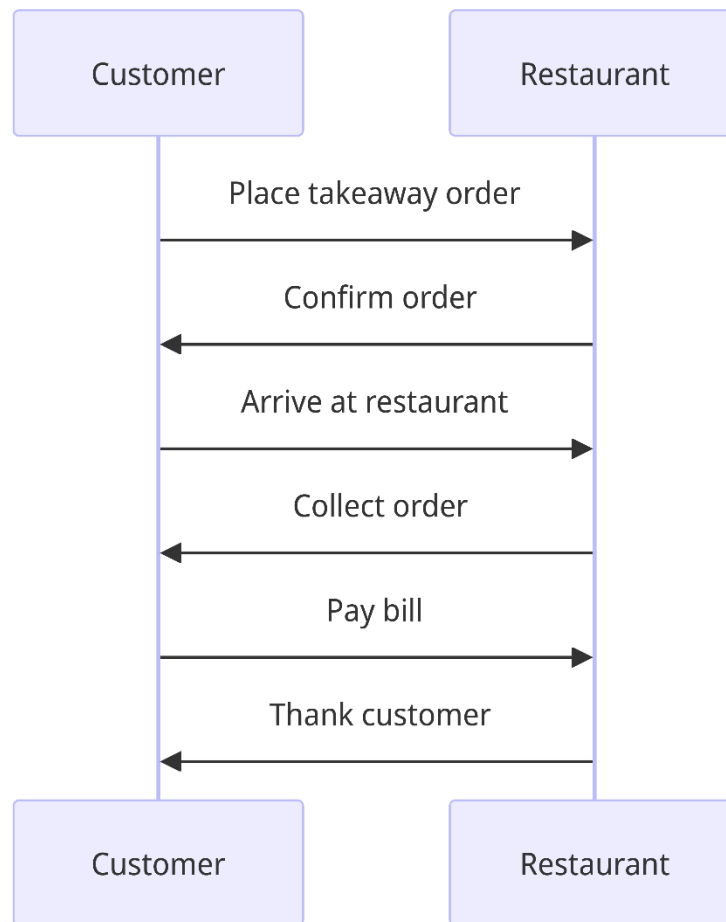 Customer
Restaurant
Place takeaway order
Confirm order
Arrive at restaurant
Collect order
Pay bill
Thank customer
Customer
Restaurant